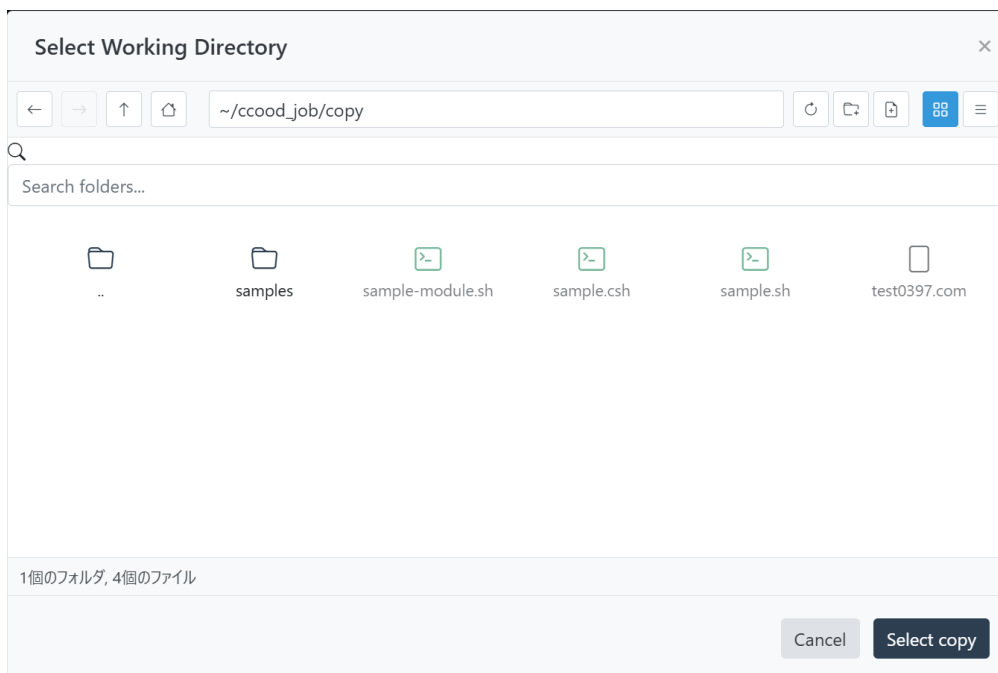 Select Working Directory
~/ccood_job/copy
Search folders...
..
samples
sample-module.sh
sample.csh
sample.sh
test0397.com
1個のフォルダ, 4個のファイル
Cancel
Select copy